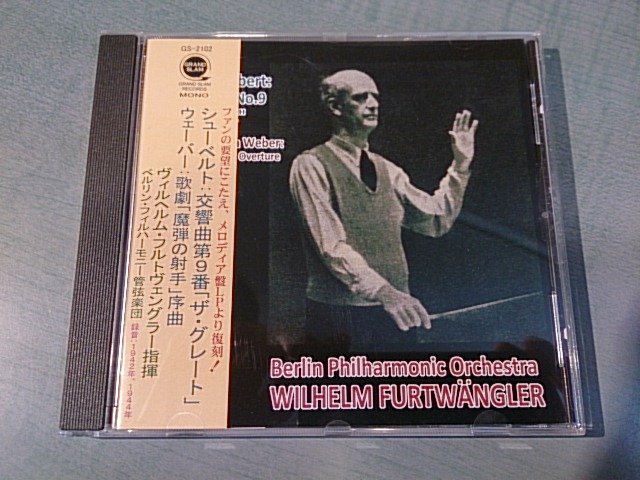 GS-2102
GRAND SLAM
GRAND SLAM
RECORDS
MONO
ファンの要望にこたえ、メロディア盤LPより復刻!
シューベルト:交響曲第9番「ザ・グレート」
ウェーバー:歌劇「魔弾の射手」序曲
ヴィルヘルム・フルトヴェングラー指揮
ベルリン・フィルハーモニー管弦楽団 録音:1942年、1944年
bert:
No.9
Weber:
Overture
Berlin Philharmonic Orchestra
WILHELM FURTWÄNGLER